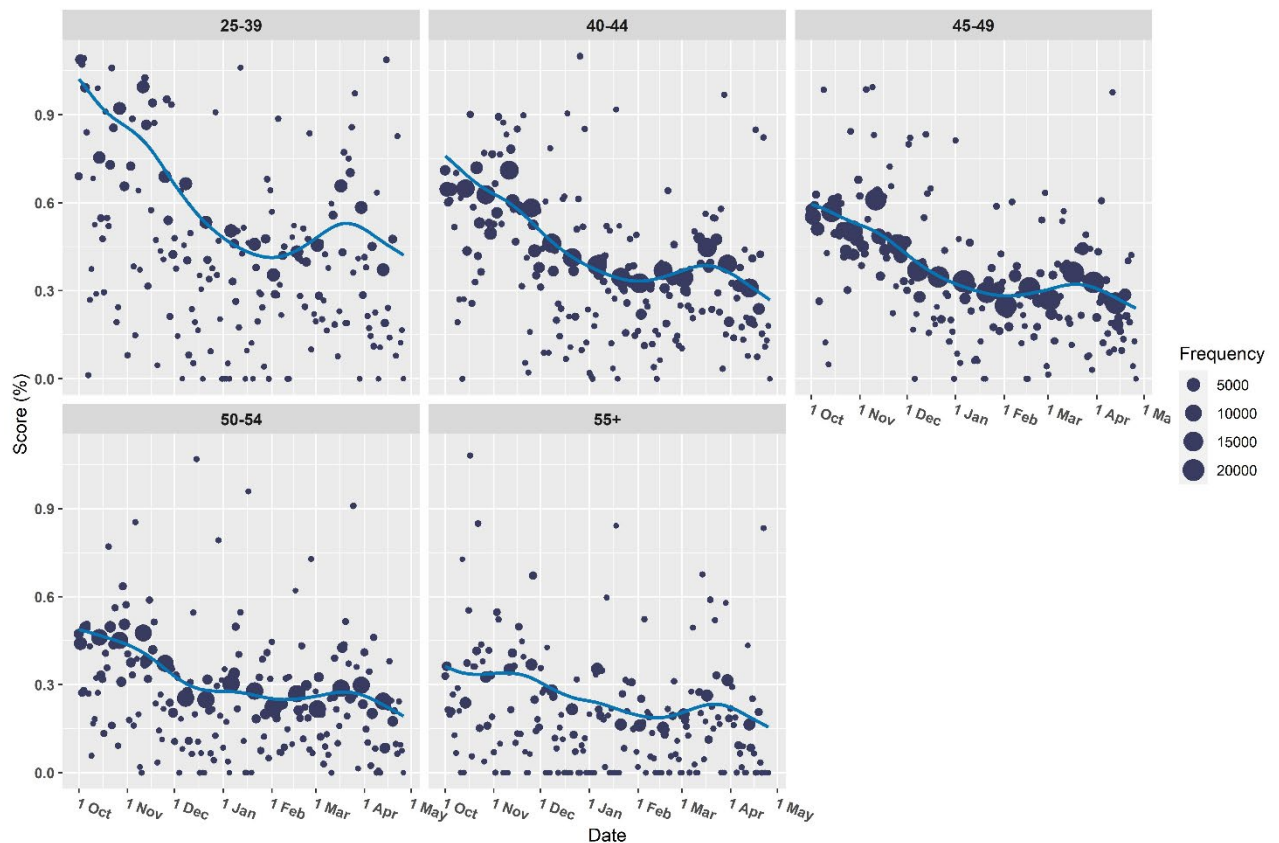 25-39
40-44
45-49
0.9
0.6
0.3
0.0
1 Oct
1 Nov
1 Dec
1 Jan
1 Feb
1 Mar
1 Apr
1 Ma
Score (%)
Frequency
5000
10000
15000
20000
50-54
55+
0.9
0.6
0.3
0.0
1 Oct
1 Nov
1 Dec
1 Jan
1 Feb
1 Mar
1 Apr
1 May
1 Oct
1 Nov
1 Dec
1 Jan
1 Feb
1 Mar
1 Apr
1 May
Date